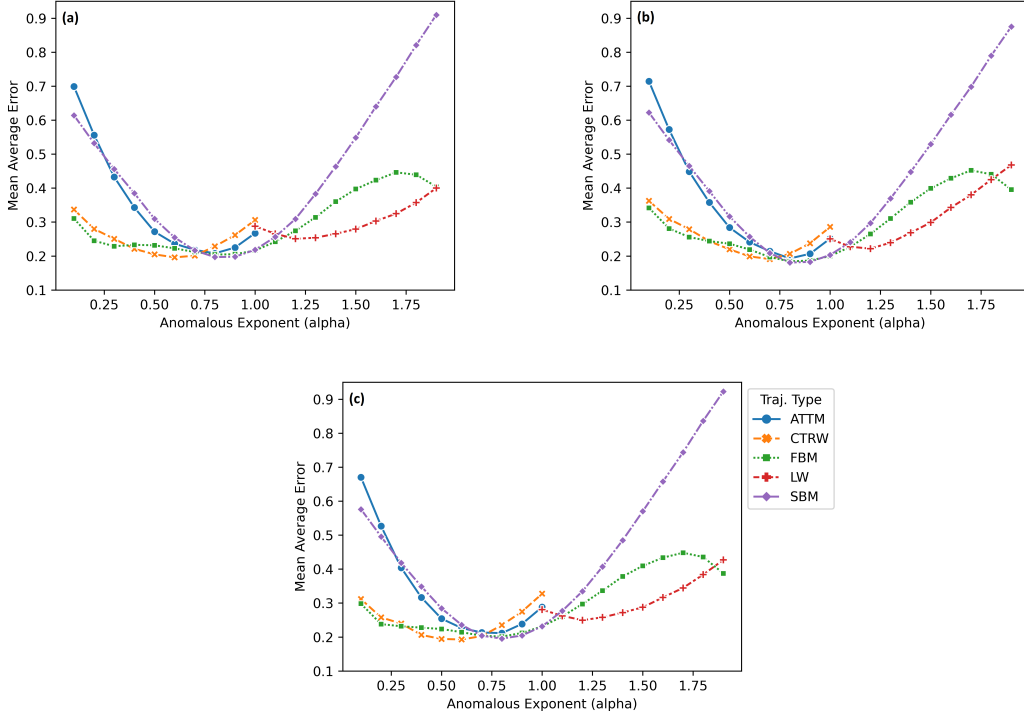 (a)
0.9
0.8
0.7
0.6
0.5
0.4
0.3
0.2
0.1
Mean Average Error
0.25 0.50 0.75 1.00 1.25 1.50 1.75
Anomalous Exponent (alpha)
(b)
0.9
0.8
0.7
0.6
0.5
0.4
0.3
0.2
0.1
Mean Average Error
0.25 0.50 0.75 1.00 1.25 1.50 1.75
Anomalous Exponent (alpha)
(c)
0.9
0.8
0.7
0.6
0.5
0.4
0.3
0.2
0.1
Mean Average Error
0.25 0.50 0.75 1.00 1.25 1.50 1.75
Anomalous Exponent (alpha)
Traj. Type
ATTM
CTRW
FBM
LW
SBM